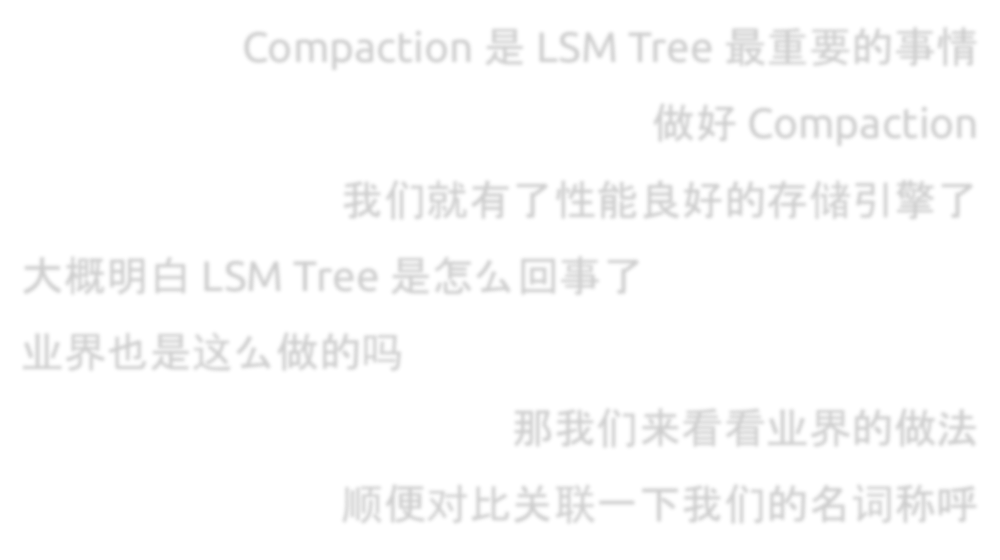 Compaction 是 LSM Tree 最重要的事情
做好 Compaction
我们就有了性能良好的存储引擎了
大概明白 LSM Tree 是怎么回事了
业界也是这么做的吗
那我们来看看业界的做法
顺便对比关联一下我们的名词称呼